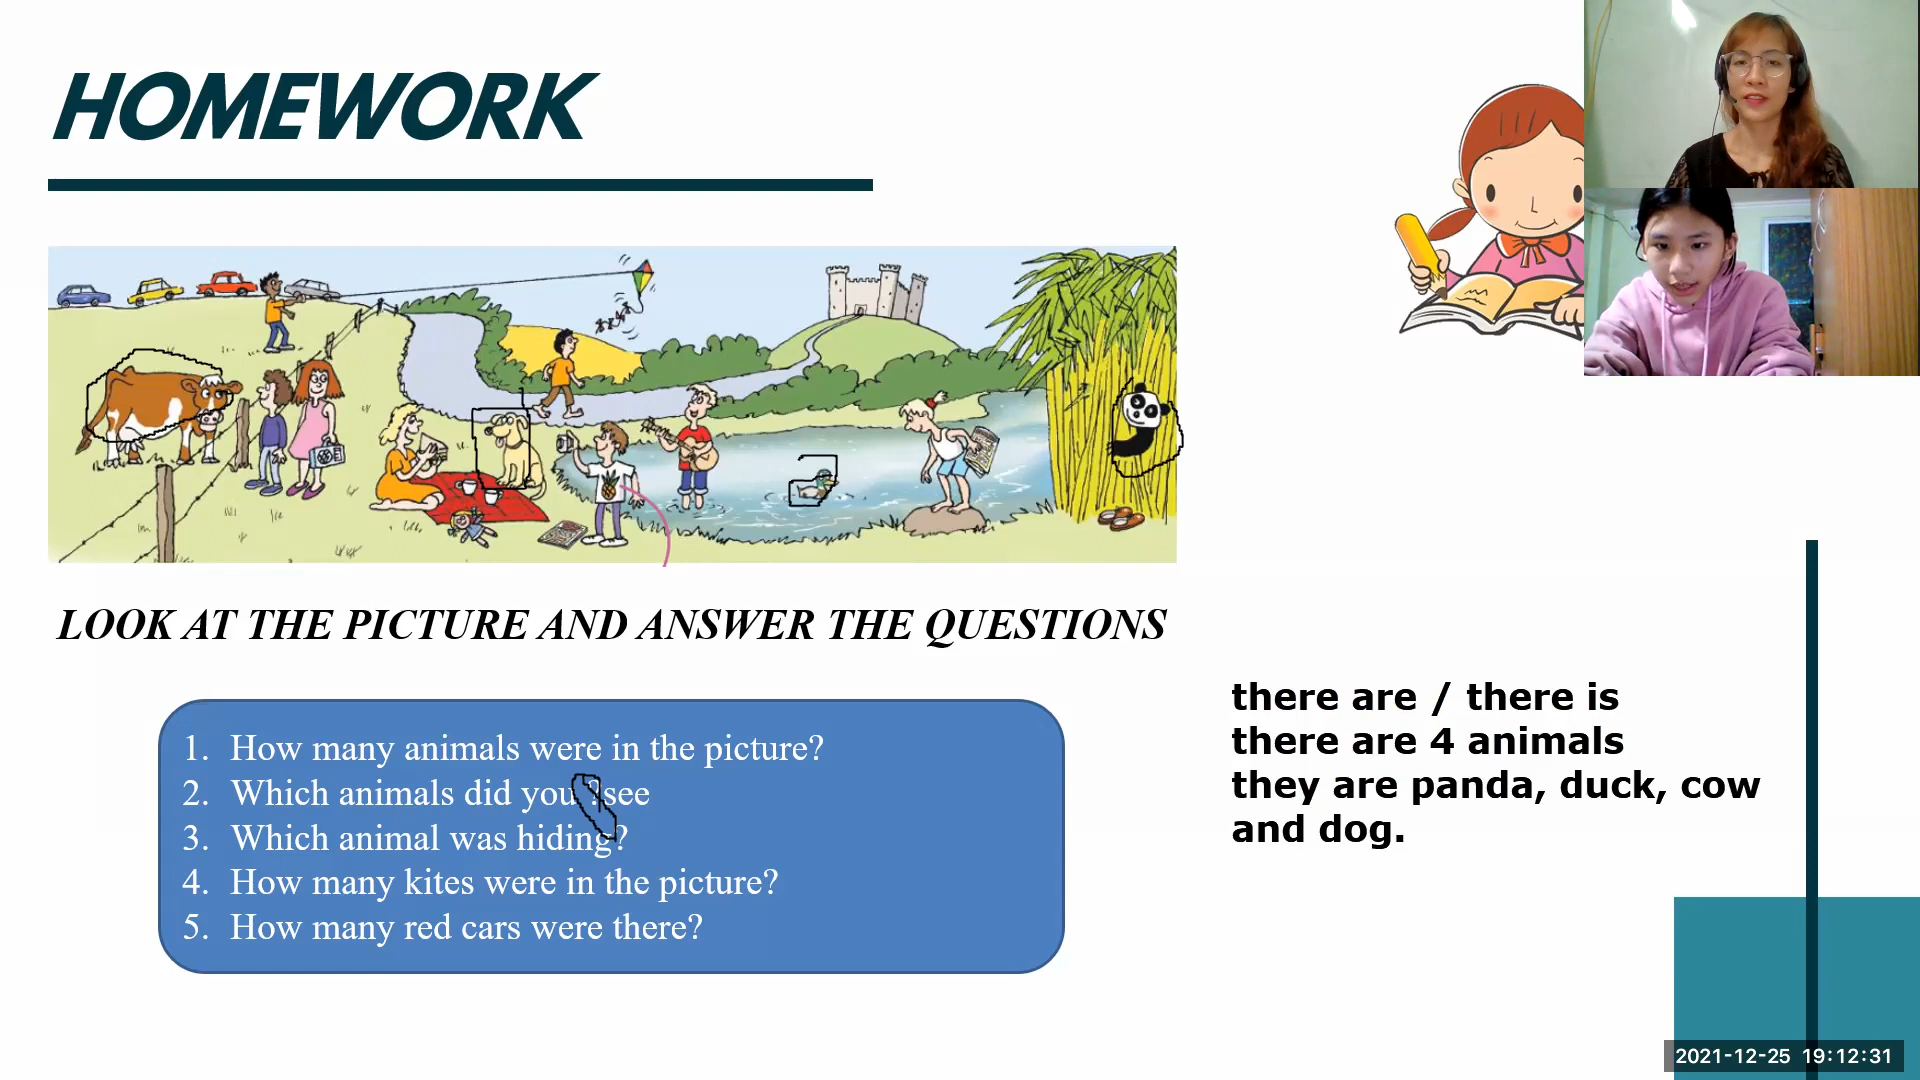 HOMEWORK
LOOK AT THE PICTURE AND ANSWER THE QUESTIONS
1. How many animals were in the picture?
2. Which animals did you ?see
3. Which animal was hiding?
4. How many kites were in the picture?
5. How many red cars were there?
there are / there is
there are 4 animals
they are panda, duck, cow
and dog.
2021-12-25 19:12:31